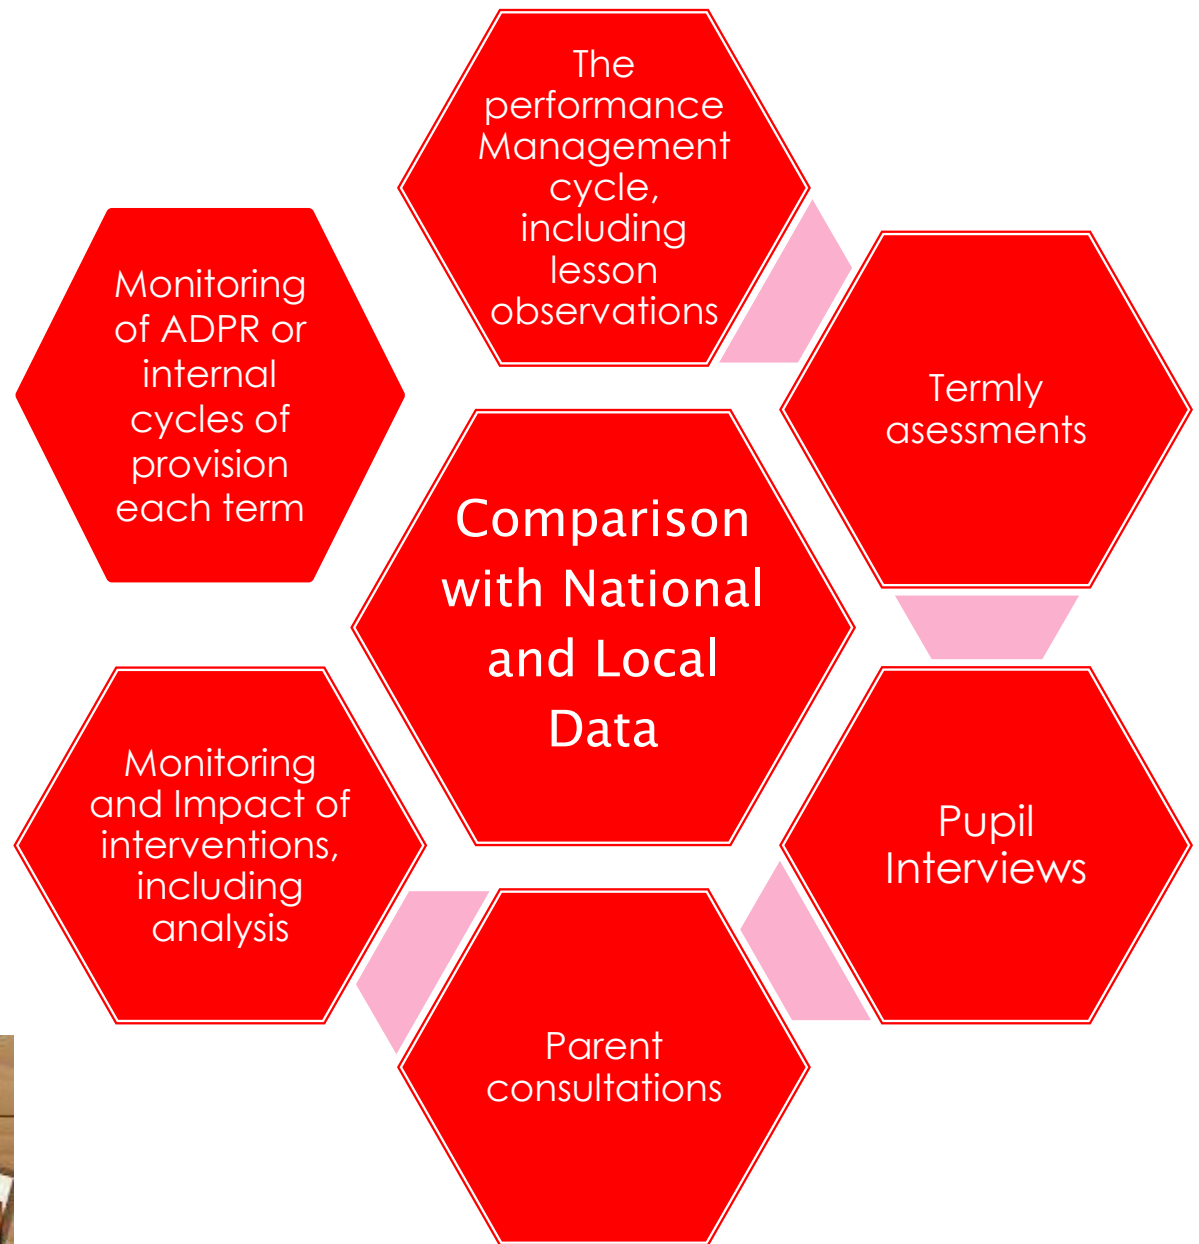 The
performance
Management
cycle,
including
lesson
observations
Termly
asessments
Pupil
Interviews
Parent
consultations
Monitoring
and Impact of
interventions,
including
analysis
Monitoring
of ADPR or
internal
cycles of
provision
each term
Comparison
with National
and Local
Data